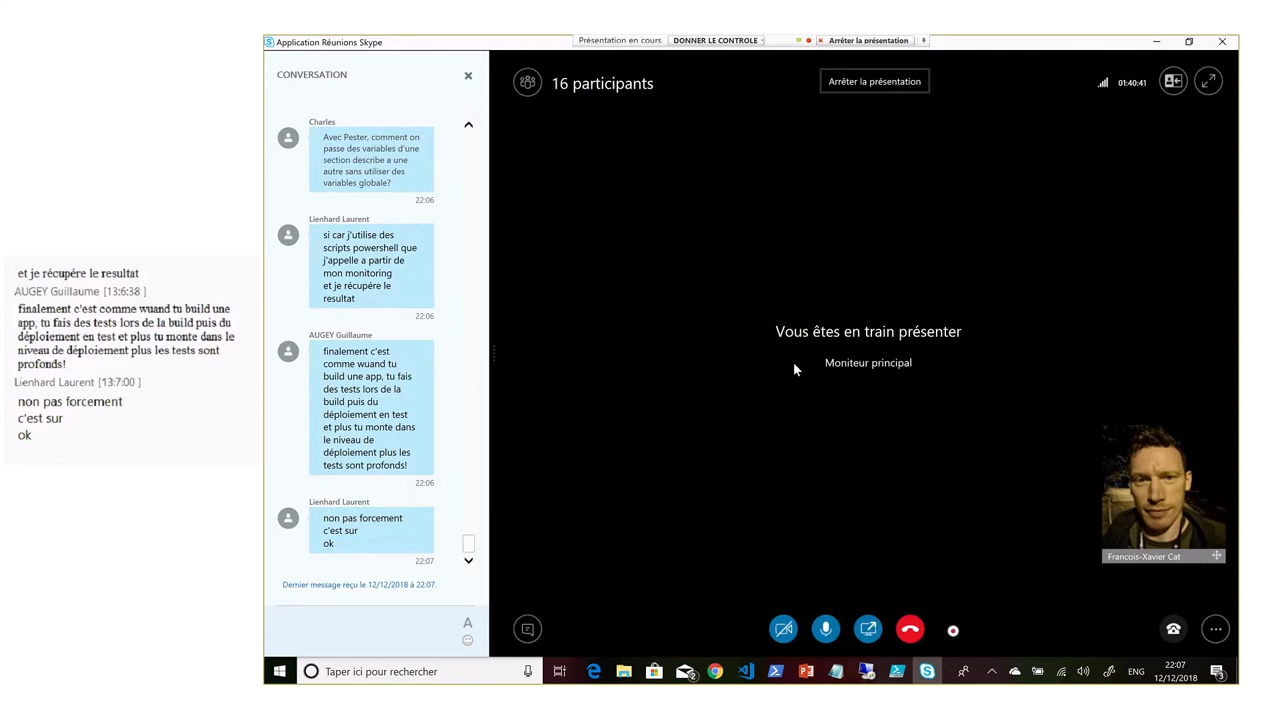 et je récupére le resultat
AUGEY Guillaume [13:6:38 ]
finalement c'est comme wuand tu build une
app, tu fais des tests lors de la build puis du
déploiement en test et plus tu monte dans le
niveau de déploiement plus les tests sont
profonds!
Lienhard Laurent [13:7:00 ]
non pas forcement
c'est sur
ok
Application Réunions Skype
Présentation en cours
DONNER LE CONTROLE
Arrêter la présentation
CONVERSATION
Charles
Avec Pester, comment on
passe des variables d'une
section describe a une
autre sans utiliser des
variables globale?
22:06
Lienhard Laurent
si car j'utilise des
scripts powershell que
j'appelle a partir de
mon monitoring
et je récupére le
resultat
22:06
AUGEY Guillaume
finalement c'est
comme wuand tu
build une app, tu fais
des tests lors de la
build puis du
déploiement en test
et plus tu monte dans
le niveau de
déploiement plus les
tests sont profonds!
22:06
Lienhard Laurent
non pas forcement
c'est sur
ok
22:07
Dernier message reçu le 12/12/2018 à 22:07.
A
16 participants
Arrêter la présentation
01:40:41
Vous êtes en train présenter
Moniteur principal
Francois-Xavier Cat
Taper ici pour rechercher
2
ENG
22:07
12/12/2018
3